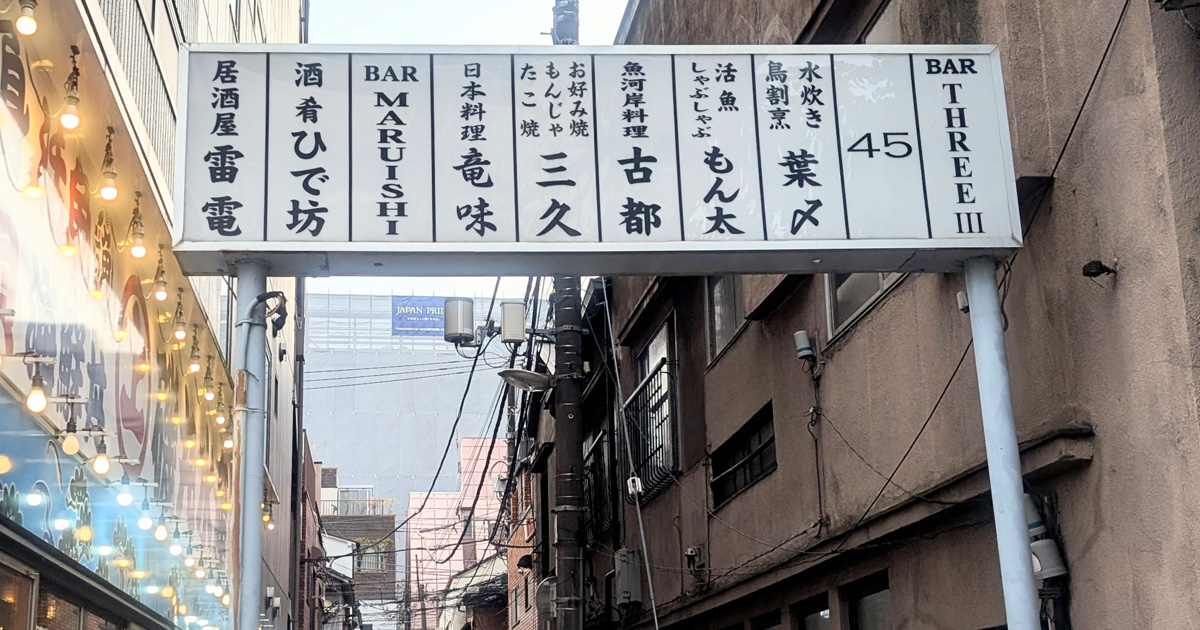 居酒屋 雷電
酒肴 ひで坊
BAR MARUISHI
日本料理 竜味
お好み焼
もんじゃ
たこ焼
三久
魚河岸料理 古都
活魚
しゃぶしゃぶ
もん太
水炊き
鳥割烹
葉〆
45
BAR THREE III
JAPAN PRI